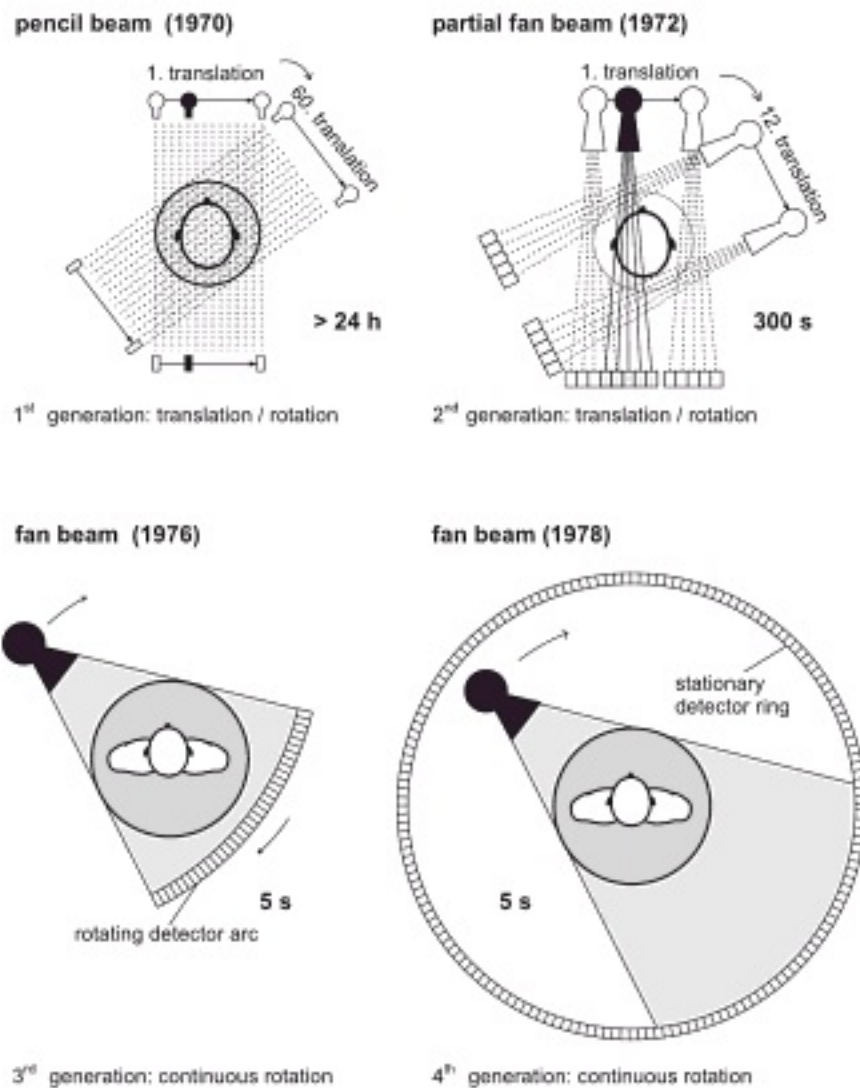 pencil beam (1970)
1. translation
60. translation
> 24 h
1st generation: translation / rotation
partial fan beam (1972)
1. translation
12. translation
300 s
2nd generation: translation / rotation
fan beam (1976)
5 s
rotating detector arc
3rd generation: continuous rotation
fan beam (1978)
stationary
detector ring
5 s
4th generation: continuous rotation